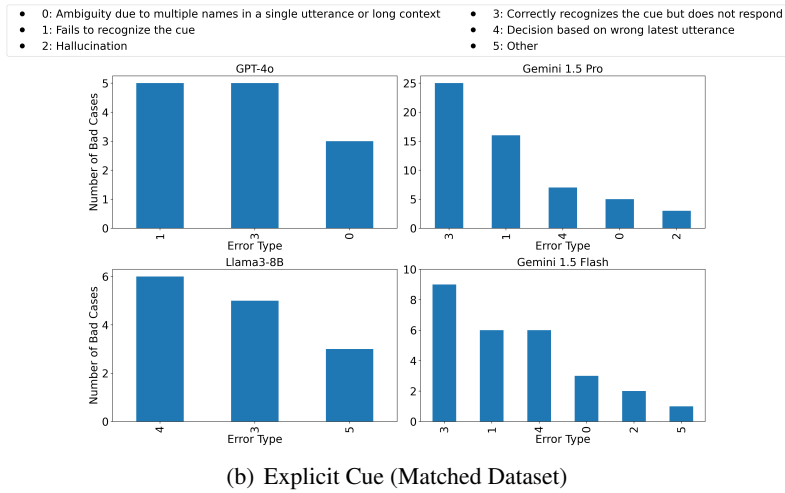 0: Ambiguity due to multiple names in a single utterance or long context
1: Fails to recognize the cue
2: Hallucination
3: Correctly recognizes the cue but does not respond
4: Decision based on wrong latest utterance
5: Other
GPT-4o
Number of Bad Cases
5
4
3
2
1
0
1 3 0
Error Type
Gemini 1.5 Pro
25
20
15
10
5
0
3 1 4 0 2
Error Type
Llama3-8B
Number of Bad Cases
6
4
2
0
4 3 5
Error Type
Gemini 1.5 Flash
10
8
6
4
2
0
3 1 4 0 2 5
Error Type
(b) Explicit Cue (Matched Dataset)